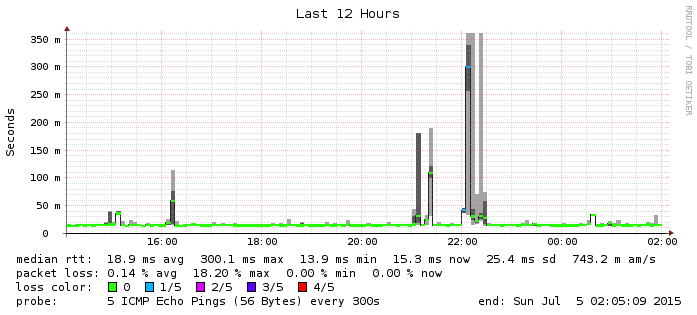 Last 12 Hours
RRDTOOL / TOBI OETIKER
Seconds
350 m
300 m
250 m
200 m
150 m
100 m
50 m
0
16:00 18:00 20:00 22:00 00:00 02:00
median rtt: 18.9 ms avg 300.1 ms max 13.9 ms min 15.3 ms now 25.4 ms sd 743.2 m am/s
packet loss: 0.14 % avg 18.20 % max 0.00 % min 0.00 % now
loss color: 0 1/5 2/5 3/5 4/5
probe: 5 ICMP Echo Pings (56 Bytes) every 300s end: Sun Jul 5 02:05:09 2015